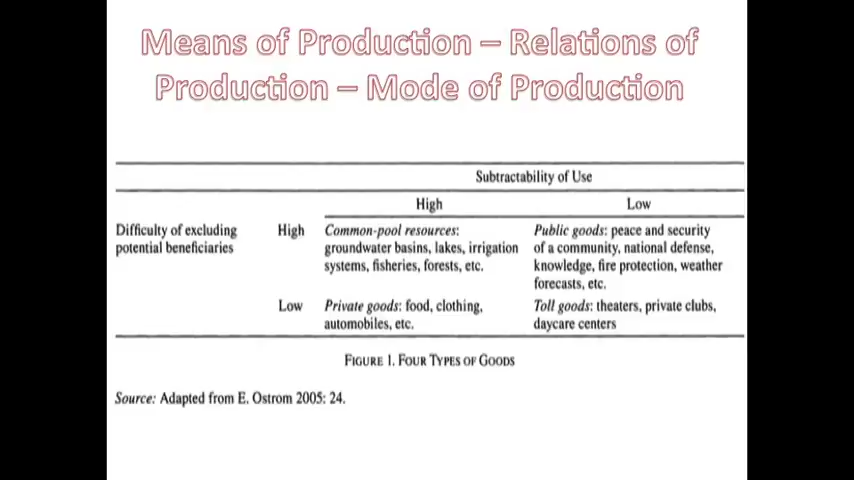 Means of Production – Relations of
Production – Mode of Production
Subtractability of Use
High Low
Difficulty of excluding High Common-pool resources: Public goods: peace and security
potential beneficiaries groundwater basins, lakes, irrigation of a community, national defense,
systems, fisheries, forests, etc. knowledge, fire protection, weather
forecasts, etc.
Low Private goods: food, clothing, Toll goods: theaters, private clubs,
automobiles, etc. daycare centers
FIGURE 1. FOUR TYPES OF GOODS
Source: Adapted from E. Ostrom 2005: 24.